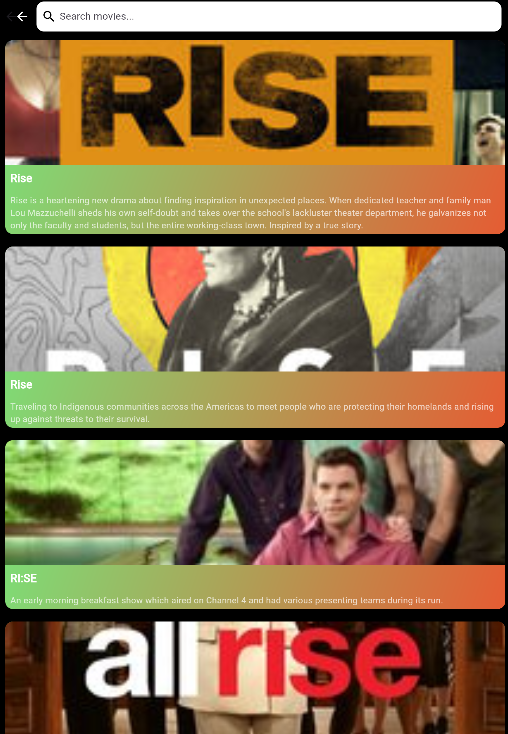 Search movies...
RISE
Rise
Rise is a heartening new drama about finding inspiration in unexpected places. When dedicated teacher and family man
Lou Mazzuchelli sheds his own self-doubt and takes over the school's lackluster theater department, he galvanizes not
only the faculty and students, but the entire working-class town. Inspired by a true story.
RISE
Rise
Traveling to Indigenous communities across the Americas to meet people who are protecting their homelands and rising
up against threats to their survival.
RI:SE
An early morning breakfast show which aired on Channel 4 and had various presenting teams during its run.
all rise